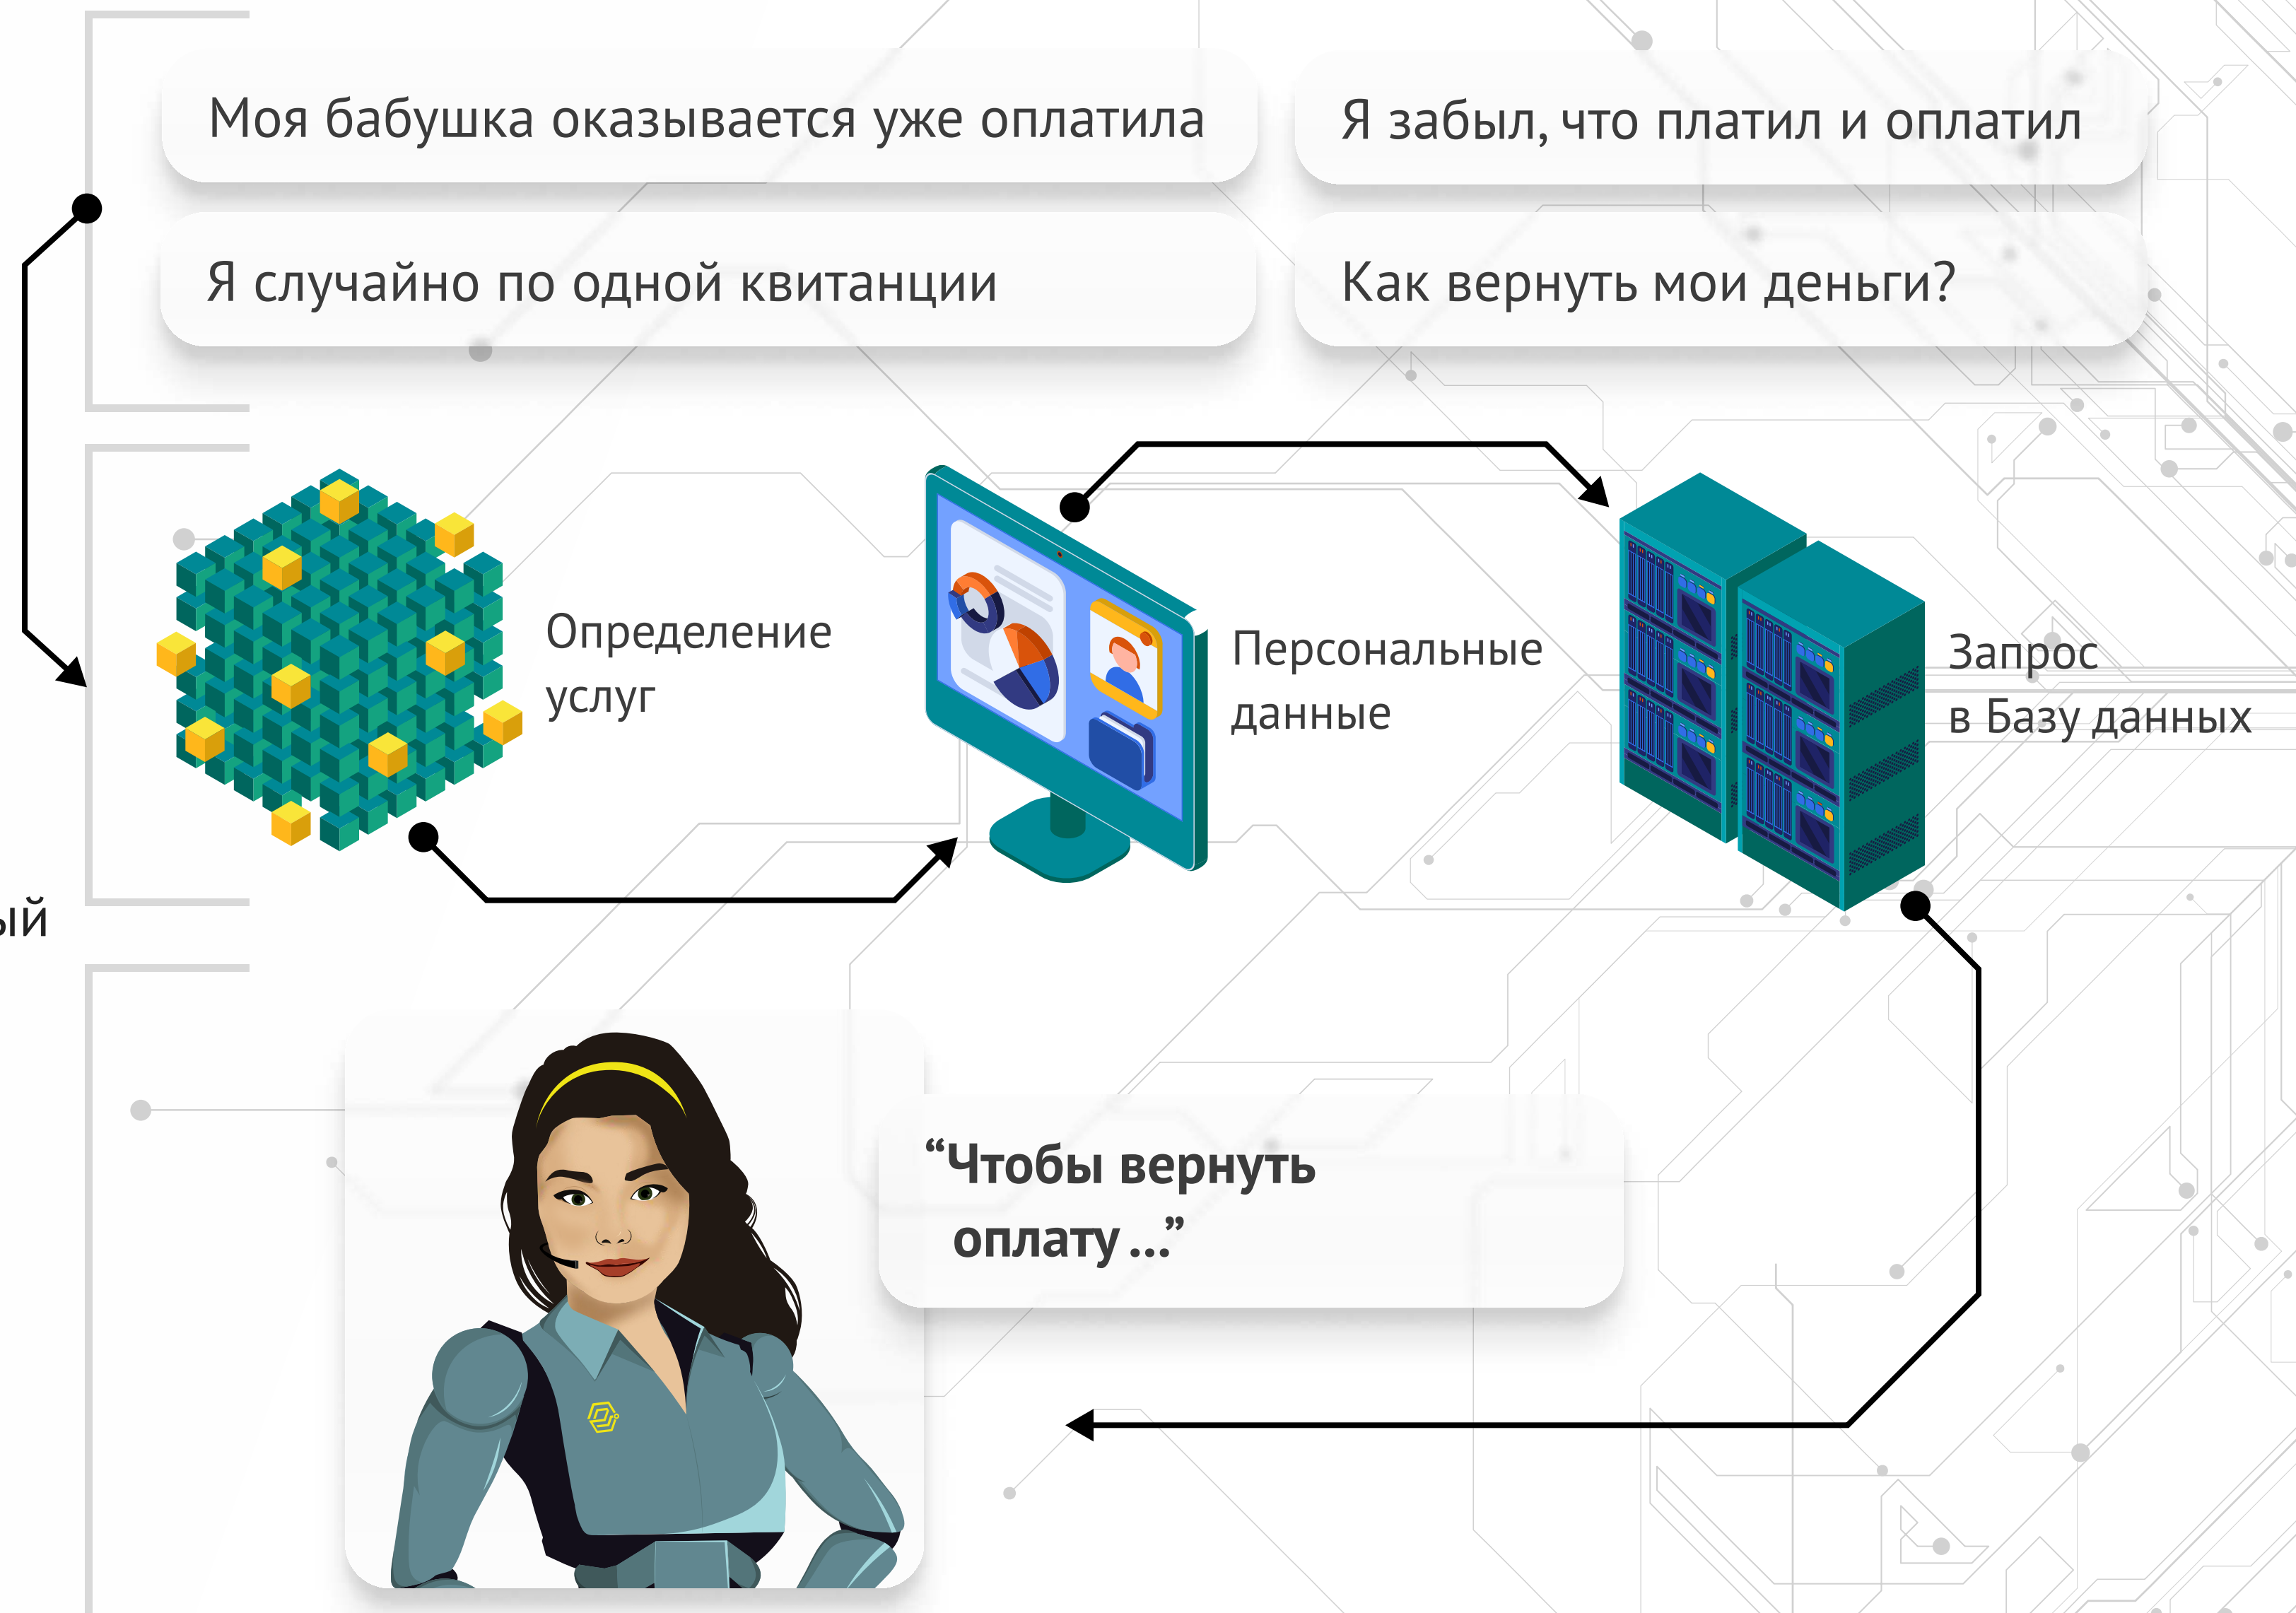 Моя бабушка оказывается уже оплатила
Я забыл, что платил и оплатил
Я случайно по одной квитанции
Как вернуть мои деньги?
Определение
услуг
Персональные
данные
Запрос
в Базу данных
ый
“Чтобы вернуть
оплату ...”